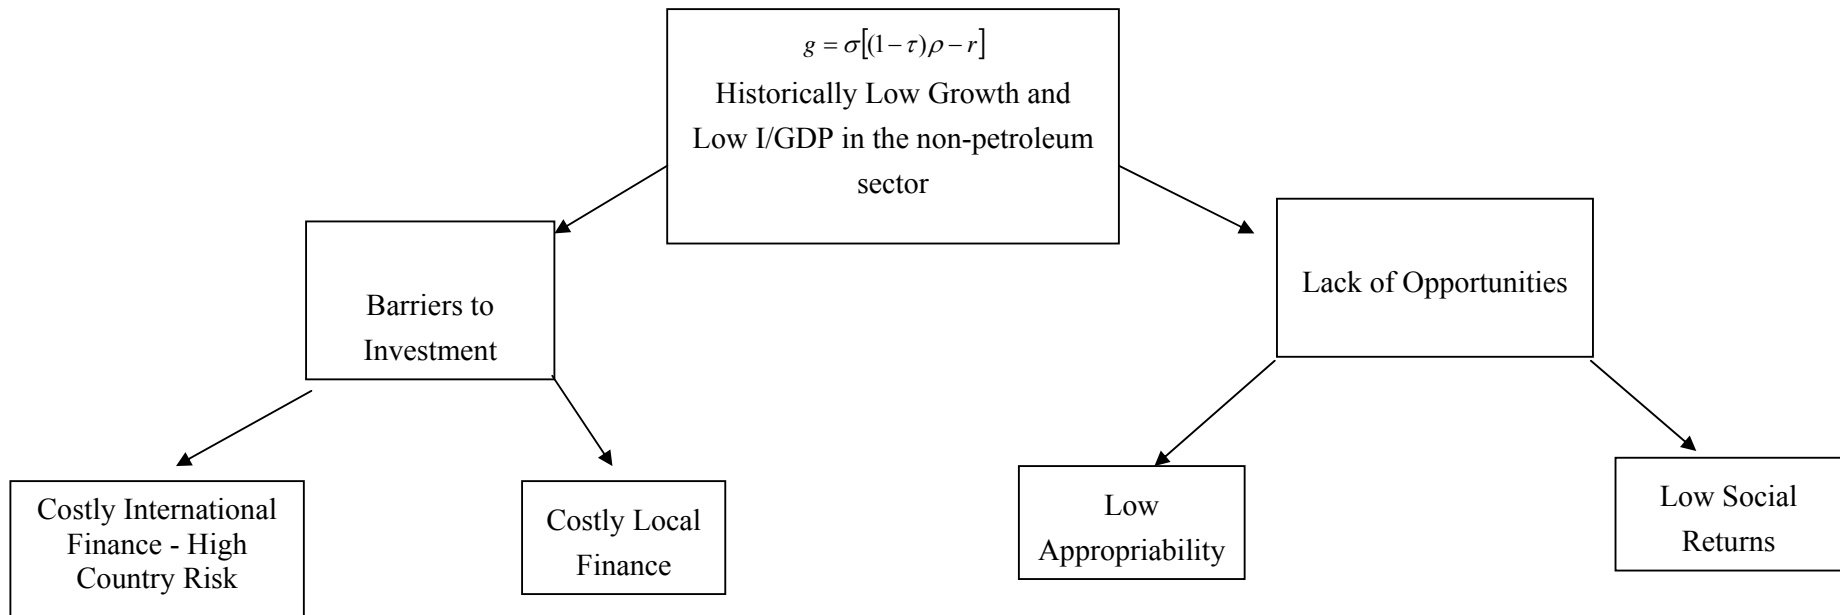 g = σ[(1−τ)ρ − r]
Historically Low Growth and
Low I/GDP in the non-petroleum
sector
Barriers to
Investment
Lack of Opportunities
Costly International
Finance - High
Country Risk
Costly Local
Finance
Low
Appropriability
Low Social
Returns